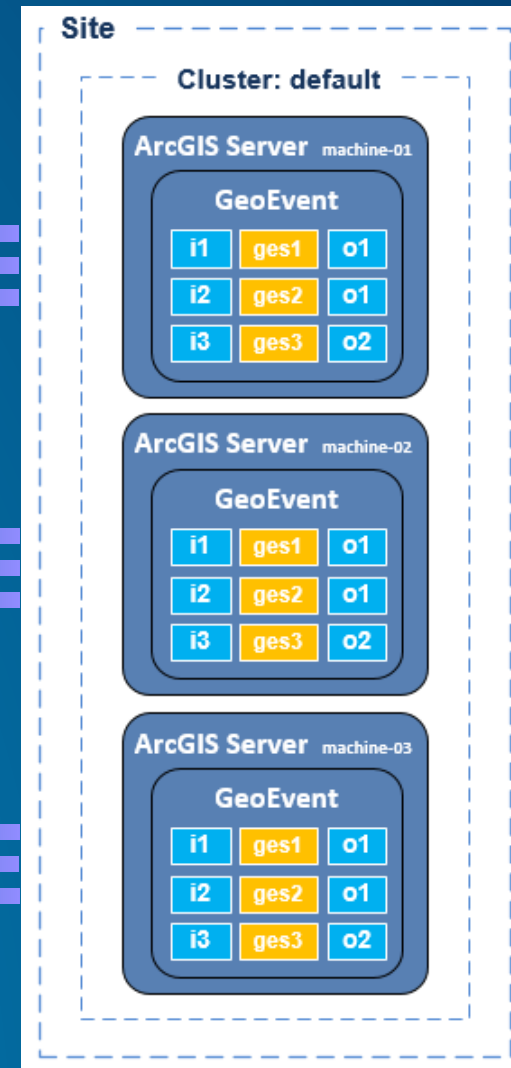 Site
Cluster: default
ArcGIS Server machine-01
GeoEvent
i1 ges1 o1
i2 ges2 o1
i3 ges3 o2
ArcGIS Server machine-02
GeoEvent
i1 ges1 o1
i2 ges2 o1
i3 ges3 o2
ArcGIS Server machine-03
GeoEvent
i1 ges1 o1
i2 ges2 o1
i3 ges3 o2